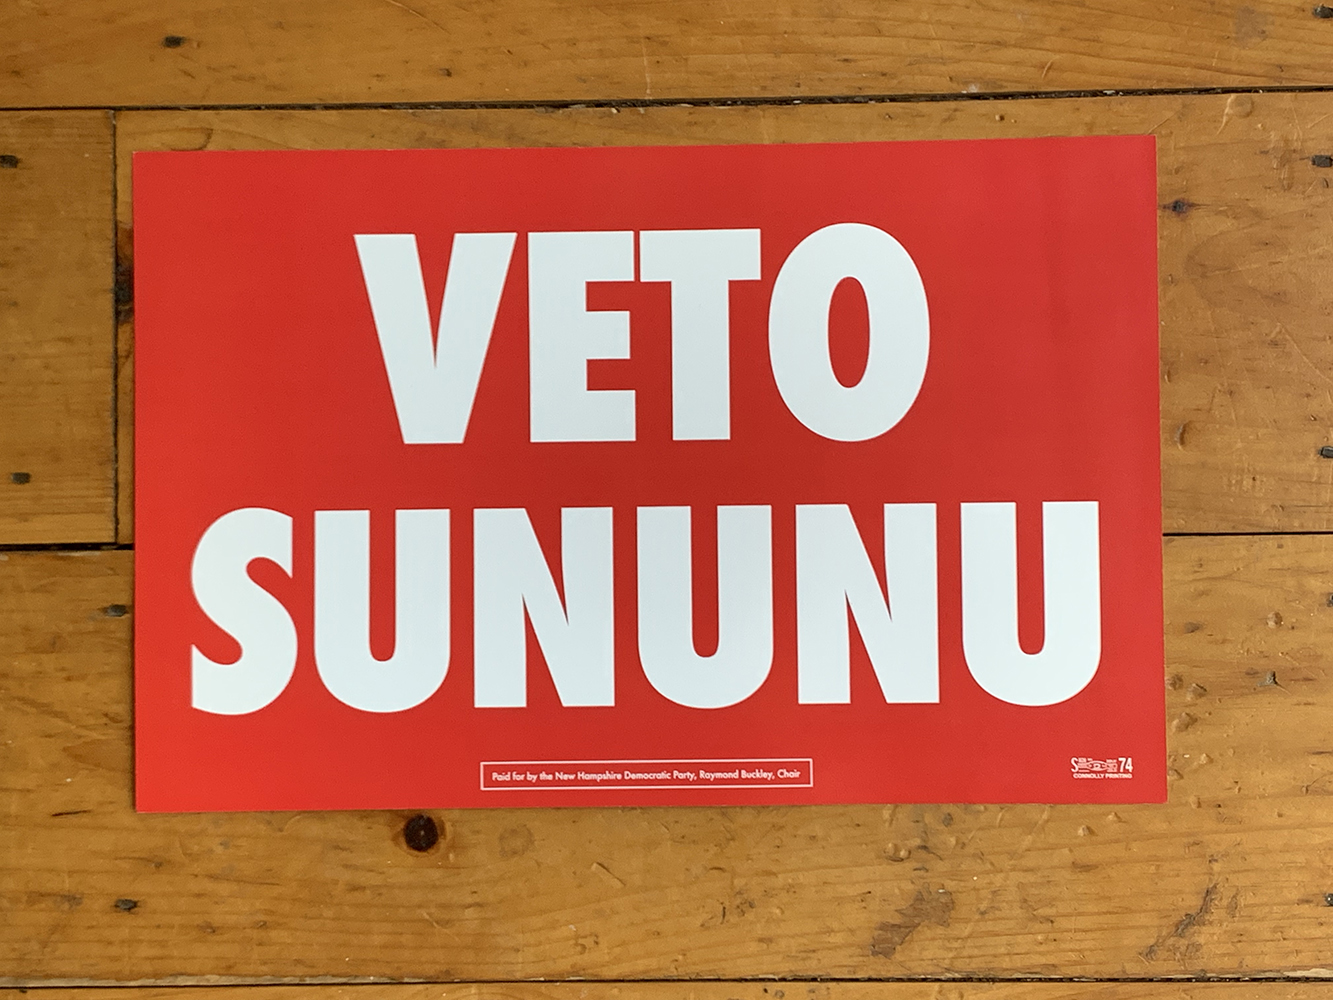 VETO
SUNUNU
Paid for by the New Hampshire Democratic Party, Raymond Buckley, Chair
74
CONNOLLY PRINTING